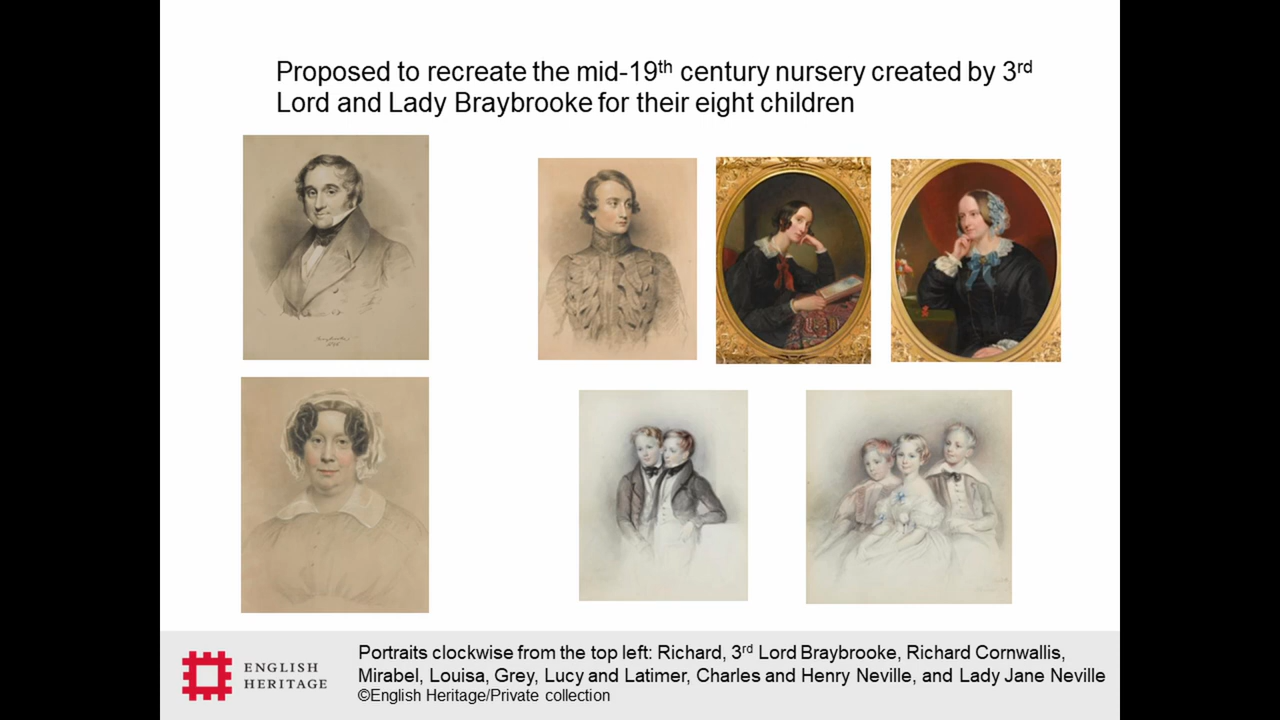 Proposed to recreate the mid-19th century nursery created by 3rd
Lord and Lady Braybrooke for their eight children
ENGLISH
HERITAGE
Portraits clockwise from the top left: Richard, 3rd Lord Braybrooke, Richard Cornwallis,
Mirabel, Louisa, Grey, Lucy and Latimer, Charles and Henry Neville, and Lady Jane Neville
©English Heritage/Private collection